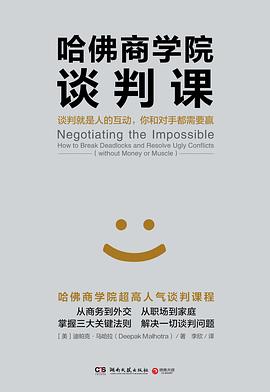 哈佛商学院
谈判课
谈判就是人的互动，你和对手都需要赢
Negotiating the Impossible
How to Break Deadlocks and Resolve Ugly Conflicts
(without Money or Muscle)
哈佛商学院超高人气谈判课程
从商务到外交 从职场到家庭
掌握三大关键法则 解决一切谈判问题
[美] 迪帕克·马哈拉（Deepak Malhotra）/ 著 李欣 / 译
湖南文艺出版社